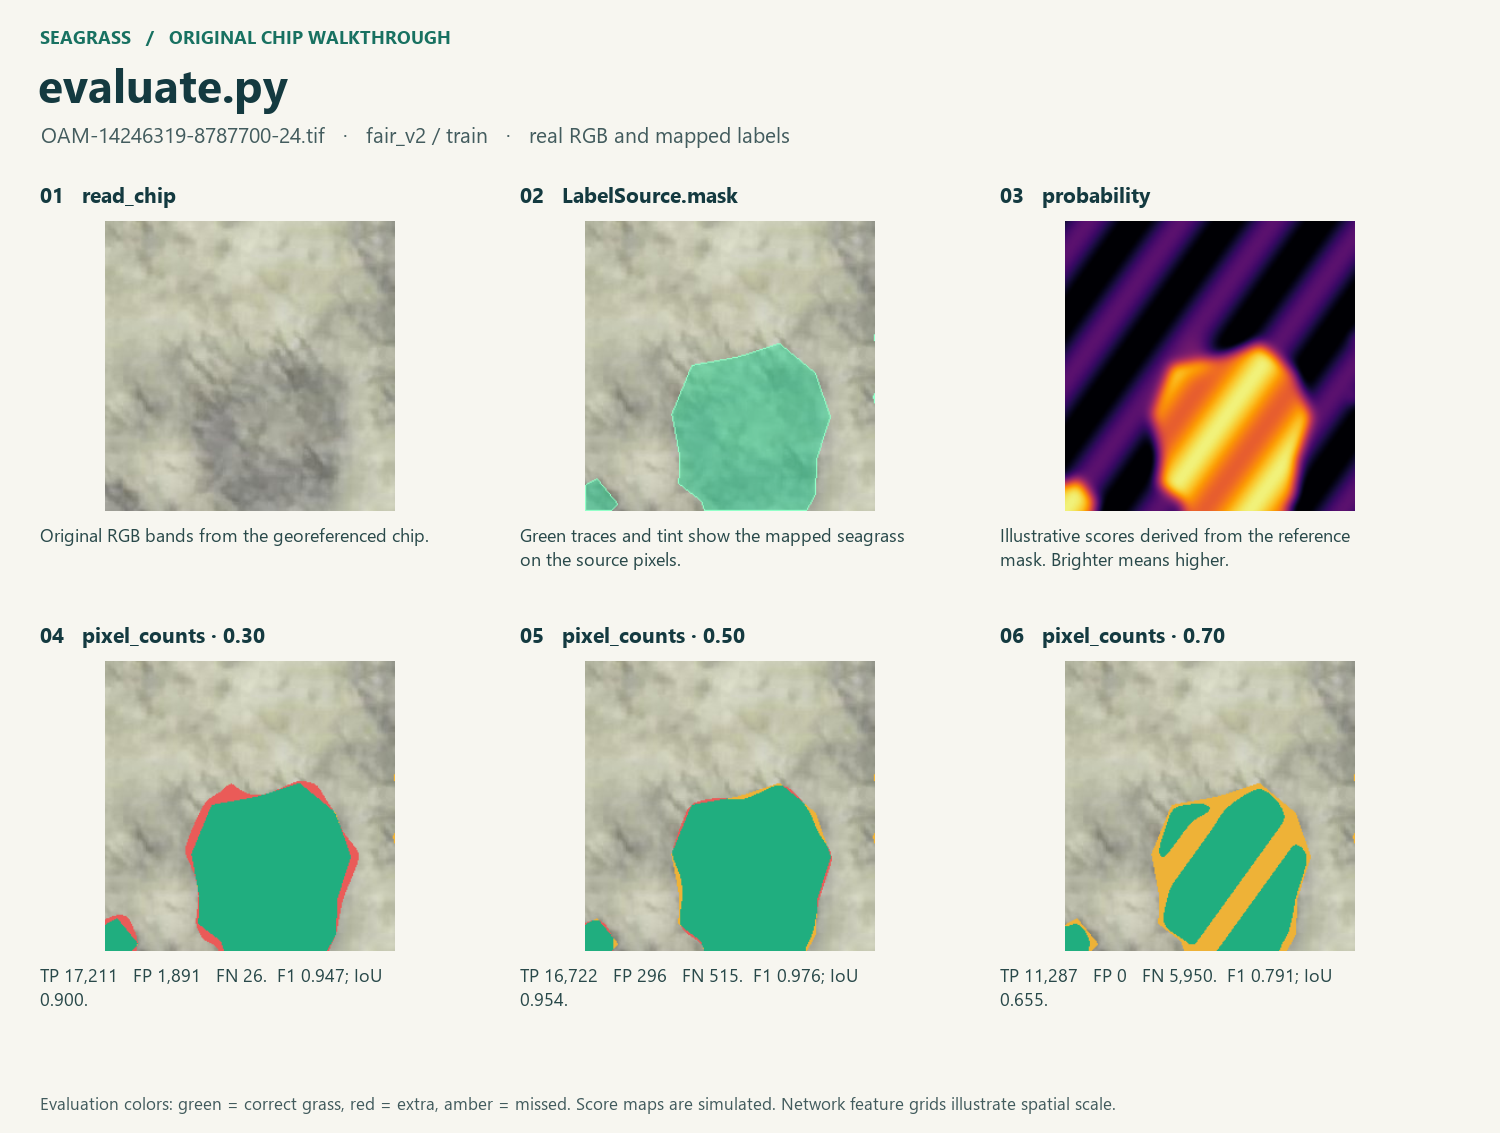 SEAGRASS / ORIGINAL CHIP WALKTHROUGH
evaluate.py
OAM-14246319-8787700-24.tif · fair_v2 / train · real RGB and mapped labels
01 read_chip
02 LabelSource.mask
03 probability
Original RGB bands from the georeferenced chip.
Green traces and tint show the mapped seagrass
on the source pixels.
Illustrative scores derived from the reference
mask. Brighter means higher.
04 pixel_counts · 0.30
05 pixel_counts · 0.50
06 pixel_counts · 0.70
TP 17,211 FP 1,891 FN 26. F1 0.947; IoU
0.900.
TP 16,722 FP 296 FN 515. F1 0.976; IoU
0.954.
TP 11,287 FP 0 FN 5,950. F1 0.791; IoU
0.655.
Evaluation colors: green = correct grass, red = extra, amber = missed. Score maps are simulated. Network feature grids illustrate spatial scale.